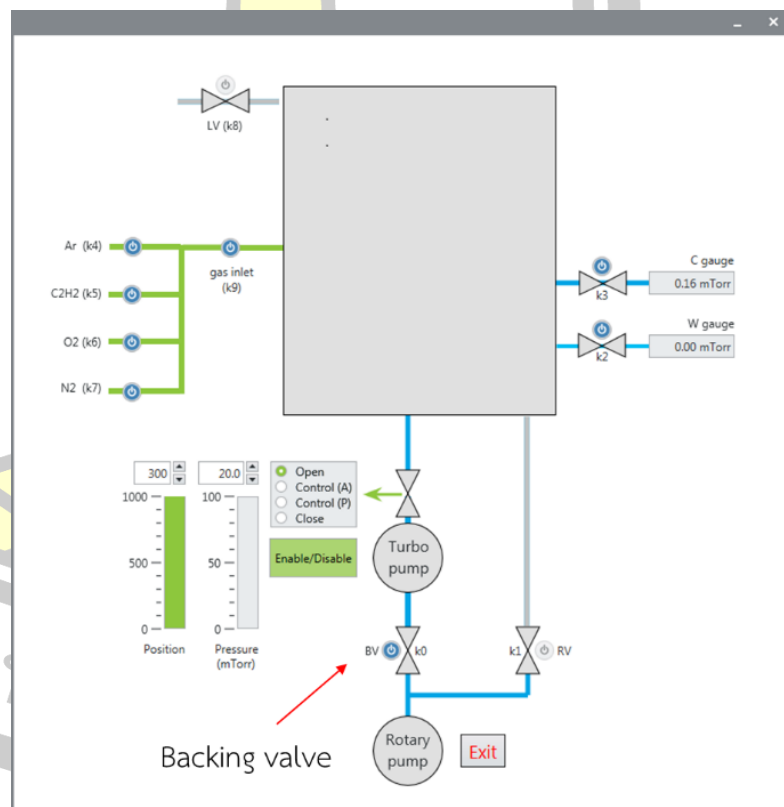 LV (k8)
Ar (k4)
gas inlet
(k9)
C2H2 (k5)
O2 (k6)
N2 (k7)
C gauge
0.16 mTorr
k3
W gauge
0.00 mTorr
k2
300
20.0
Open
Control (A)
Control (P)
Close
Enable/Disable
1000
500
0
Position
100
50
0
Pressure
(mTorr)
Turbo
pump
BV
k0
k1
RV
Backing valve
Rotary
pump
Exit